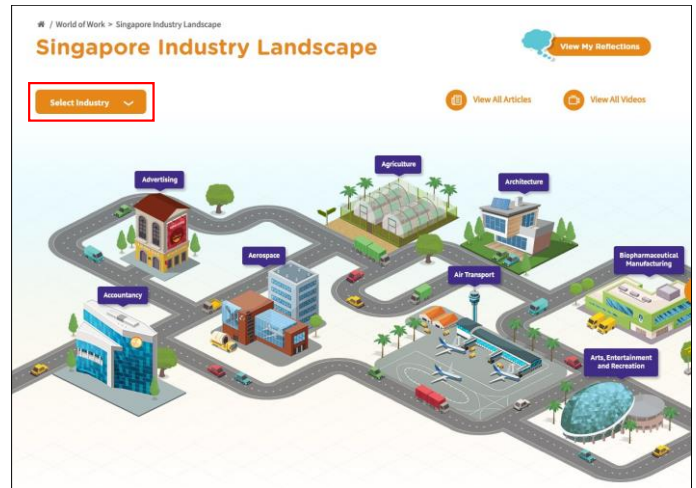 / World of Work > Singapore Industry Landscape
Singapore Industry Landscape
View My Reflections
Select Industry
View All Articles
View All Videos
Agriculture
Advertising
Architecture
Aerospace
Biopharmaceutical
Manufacturing
Air Transport
Accountancy
Arts, Entertainment
and Recreation